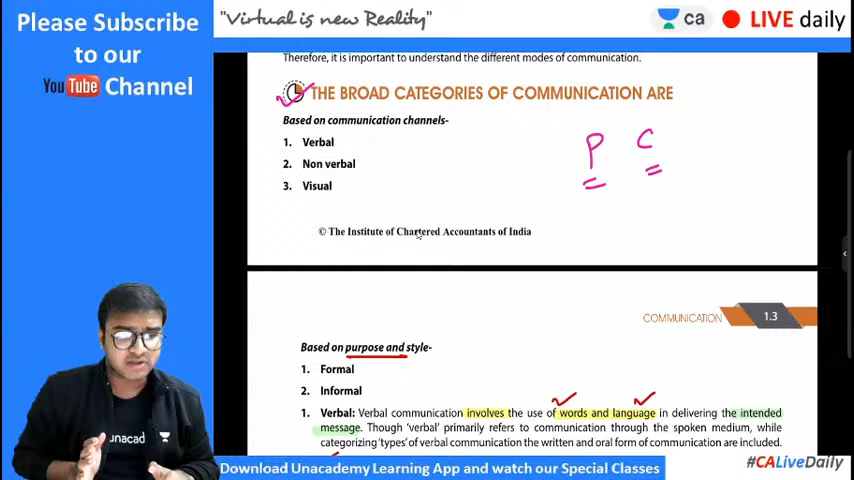 Please Subscribe
to our
YouTube Channel
"Virtual is new Reality"
ca LIVE daily
Therefore, it is important to understand the different modes of communication.
THE BROAD CATEGORIES OF COMMUNICATION ARE
Based on communication channels-
1. Verbal
2. Non verbal
3. Visual
P C
© The Institute of Chartered Accountants of India
COMMUNICATION 1.3
Based on purpose and style-
1. Formal
2. Informal
1. Verbal: Verbal communication involves the use of words and language in delivering the intended
message. Though 'verbal' primarily refers to communication through the spoken medium, while
categorizing 'types' of verbal communication the written and oral form of communication are included.
unacad
Download Unacademy Learning App and watch our Special Classes
#CALiveDaily